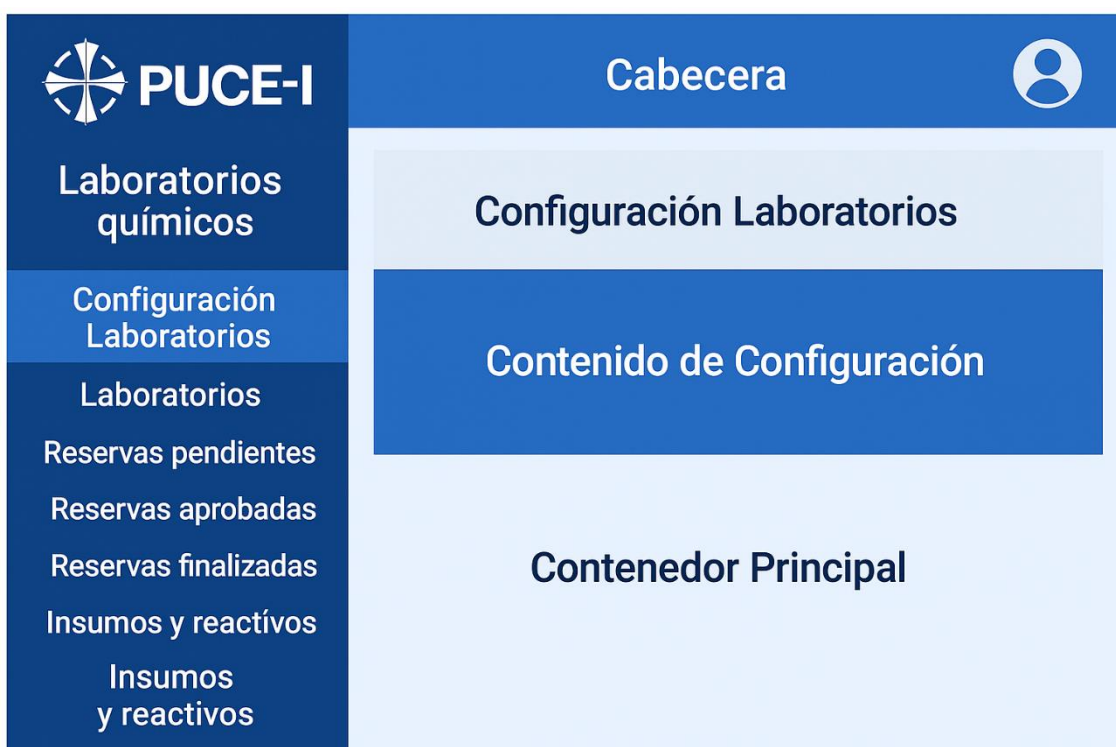 PUCE-I
Laboratorios
químicos
Configuración
Laboratorios
Laboratorios
Reservas pendientes
Reservas aprobadas
Reservas finalizadas
Insumos y reactívos
Insumos
y reactivos
Cabecera
Configuración Laboratorios
Contenido de Configuración
Contenedor Principal